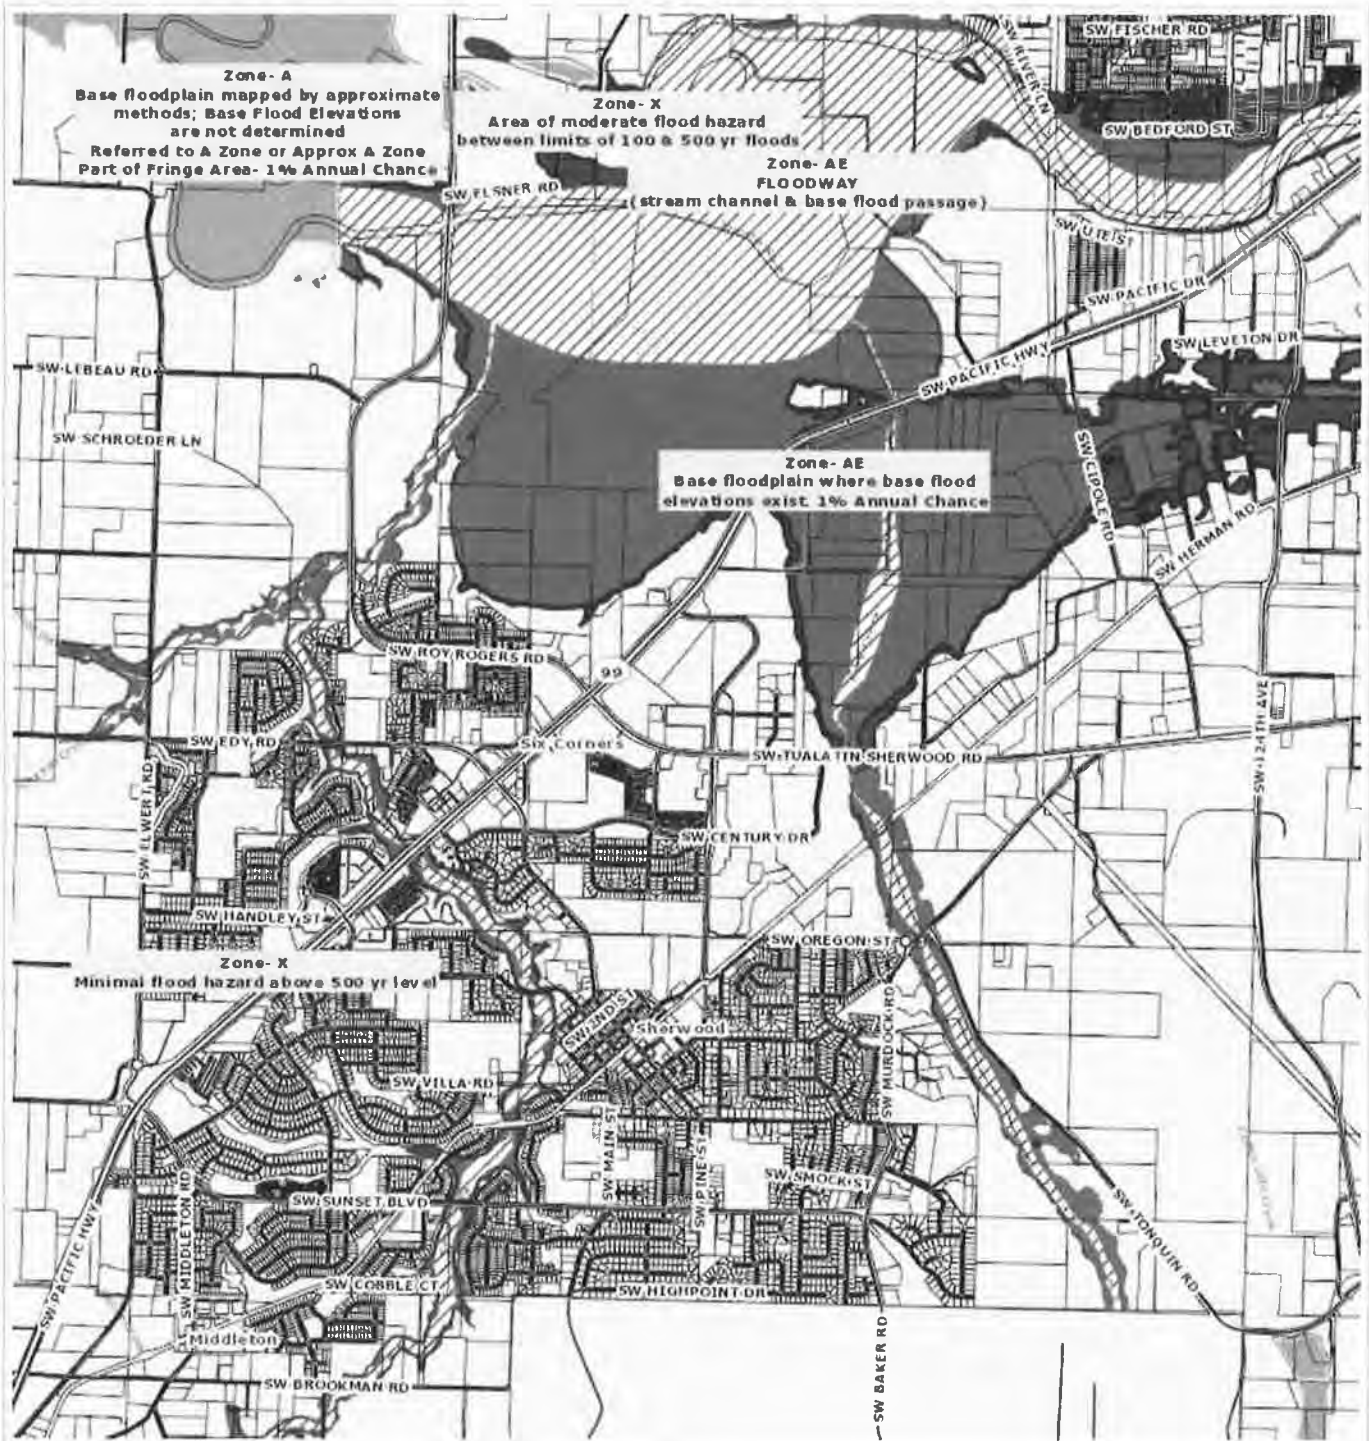 SW FISCHER RD
SW RIVER LN
Zone- A
Base floodplain mapped by approximate
methods; Base Flood Elevations
are not determined
Referred to A Zone or Approx A Zone
Part of Fringe Area- 1% Annual Chance
Zone- X
Area of moderate flood hazard
between limits of 100 & 500 yr floods
SW BEDFORD ST
Zone- AE
FLOODWAY
(stream channel & base flood passage)
SW ELSNER RD
SW UTE ST
SW PACIFIC DR
SW LEVETON DR
SW PACIFIC HWY
SW LEBEAU RD
SW SCHROEDER LN
SW CIPOLE RD
Zone- AE
Base floodplain where base flood
elevations exist. 1% Annual Chance
SW HERMAN RD
SW ROY ROGERS RD
99
SW 124TH AVE
SW EDY RD
Six Corners
SW TUALATIN SHERWOOD RD
SW ELWERT RD
SW CENTURY DR
SW HANDLEY ST
SW OREGON ST
Zone- X
Minimal flood hazard above 500 yr level
SW 2ND ST
Sherwood
SW MURDOCK RD
SW VILLA RD
SW MAIN ST
SW PINE ST
SW SMOCK ST
SW MIDDLETON RD
SW SUNSET BLVD
SW TONQUIN RD
SW PACIFIC HWY
SW COBBLE CT
SW HIGHPOINT DR
Middleton
SW BAKER RD
SW BROOKMAN RD